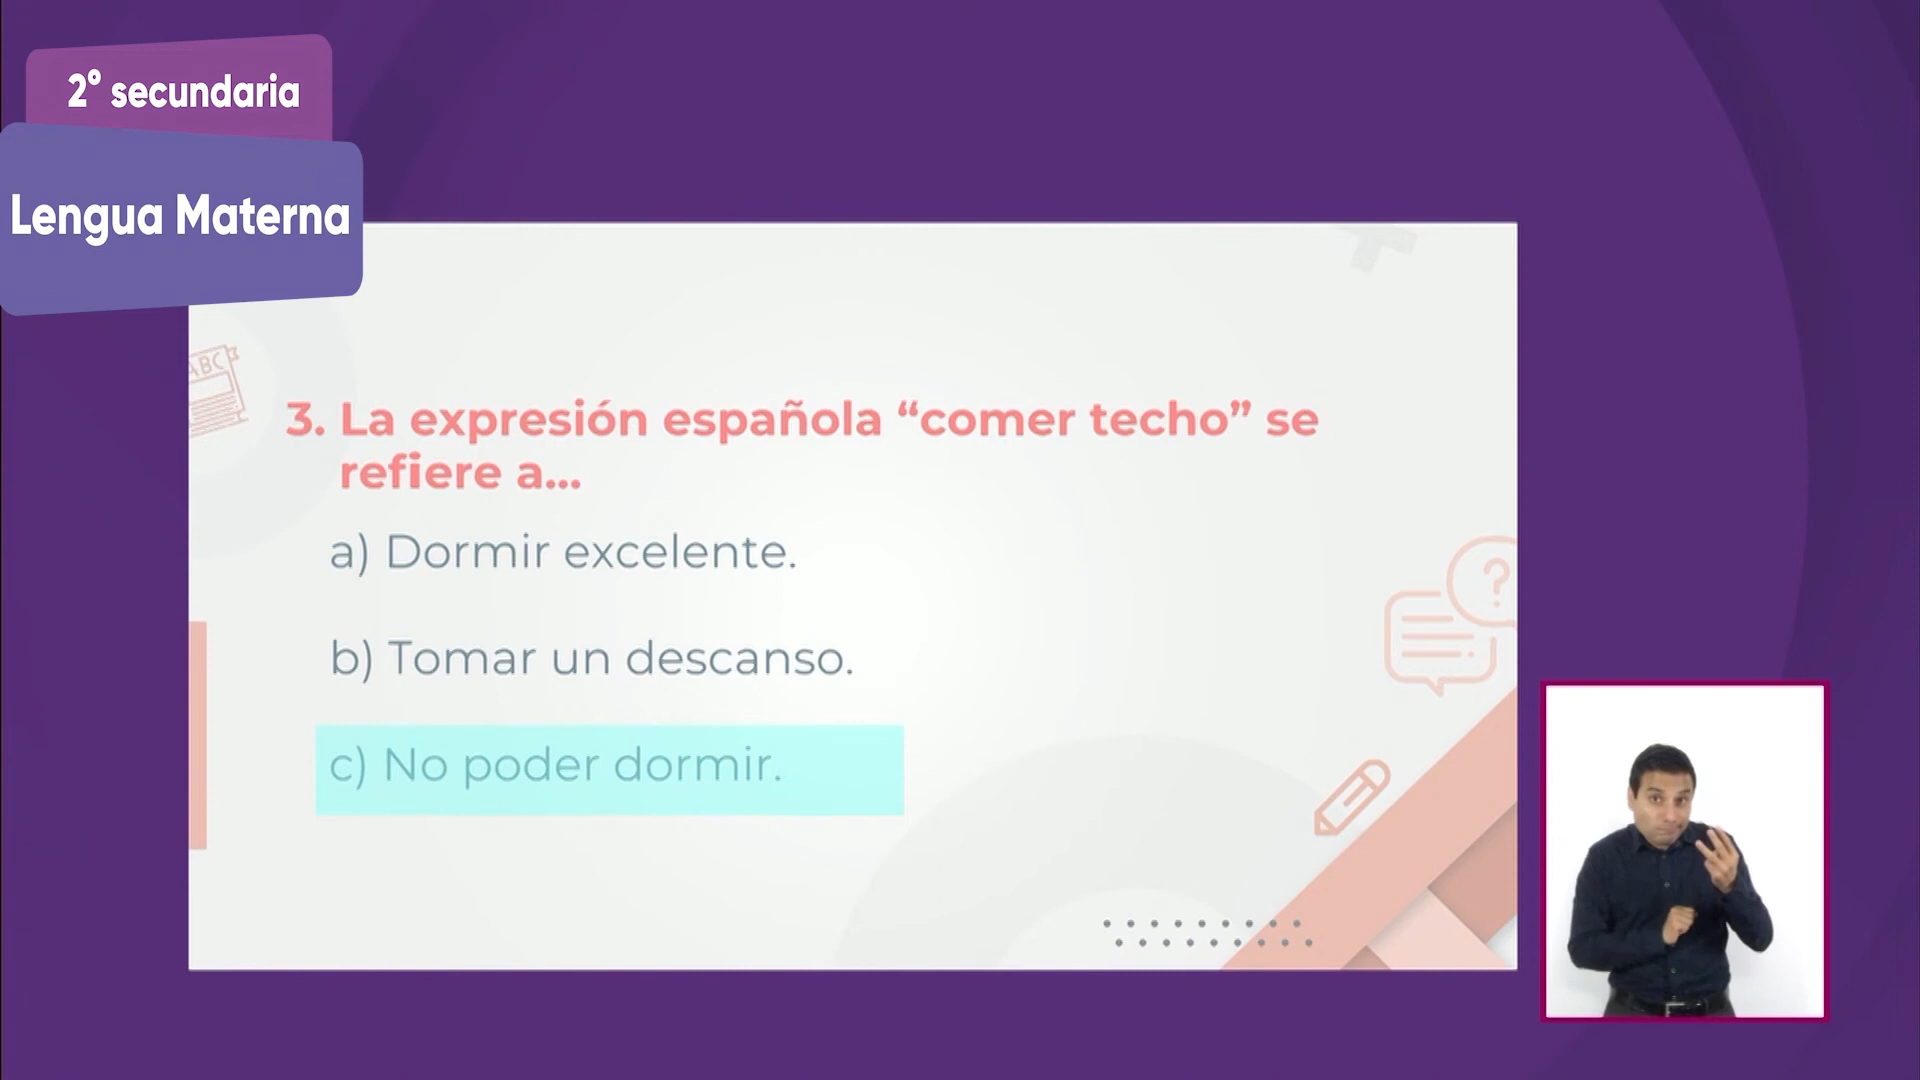 2° secundaria
Lengua Materna
ABC
3. La expresión española “comer techo” se
refiere a...
a) Dormir excelente.
b) Tomar un descanso.
c) No poder dormir.
?